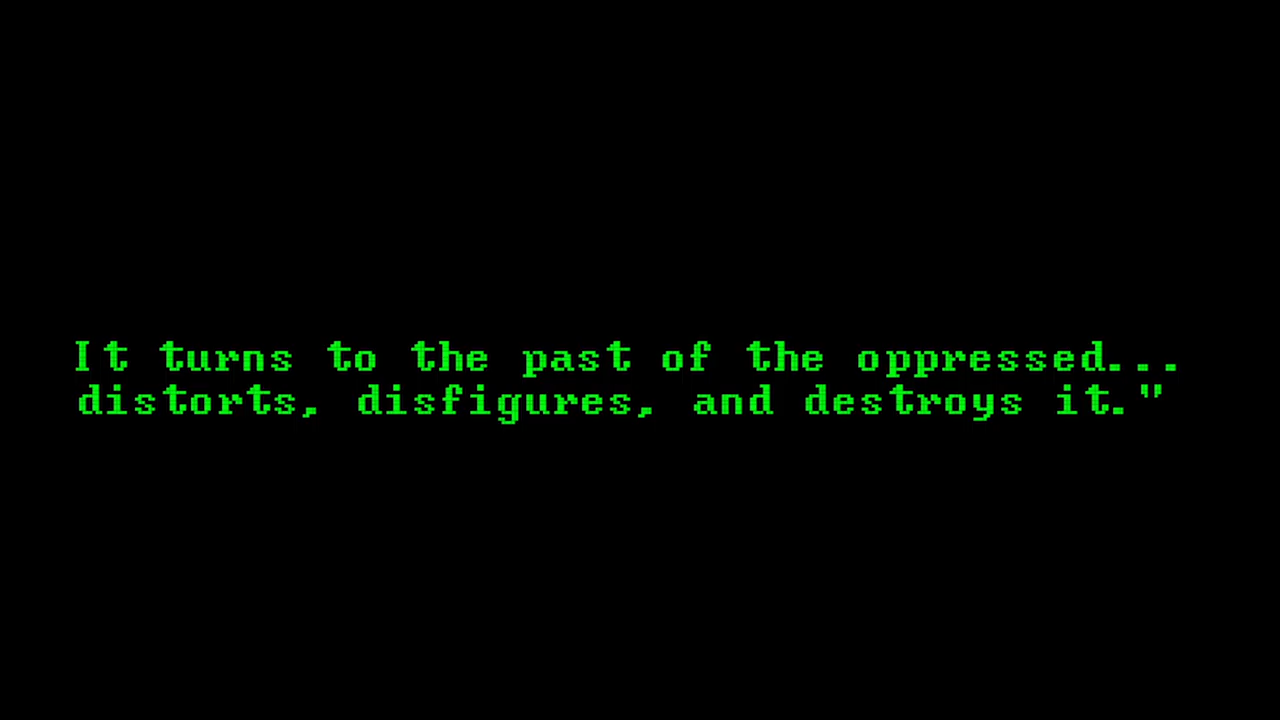 It turns to the past of the oppressed...
distorts, disfigures, and destroys it."